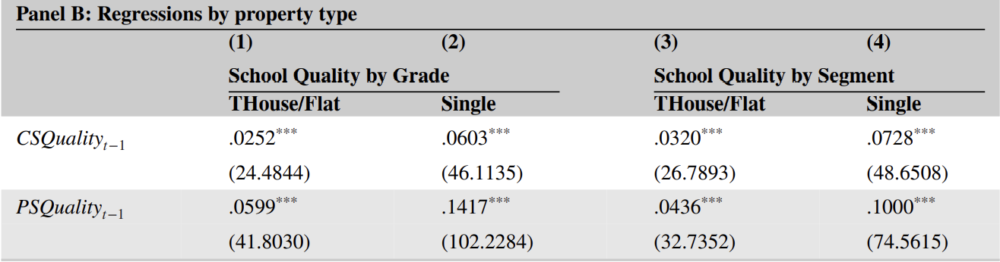 Panel B: Regressions by property type
(1) (2) (3) (4)
School Quality by Grade School Quality by Segment
THouse/Flat Single THouse/Flat Single
CSQuality_{t−1} .0252*** .0603*** .0320*** .0728***
(24.4844) (46.1135) (26.7893) (48.6508)
PSQuality_{t−1} .0599*** .1417*** .0436*** .1000***
(41.8030) (102.2284) (32.7352) (74.5615)